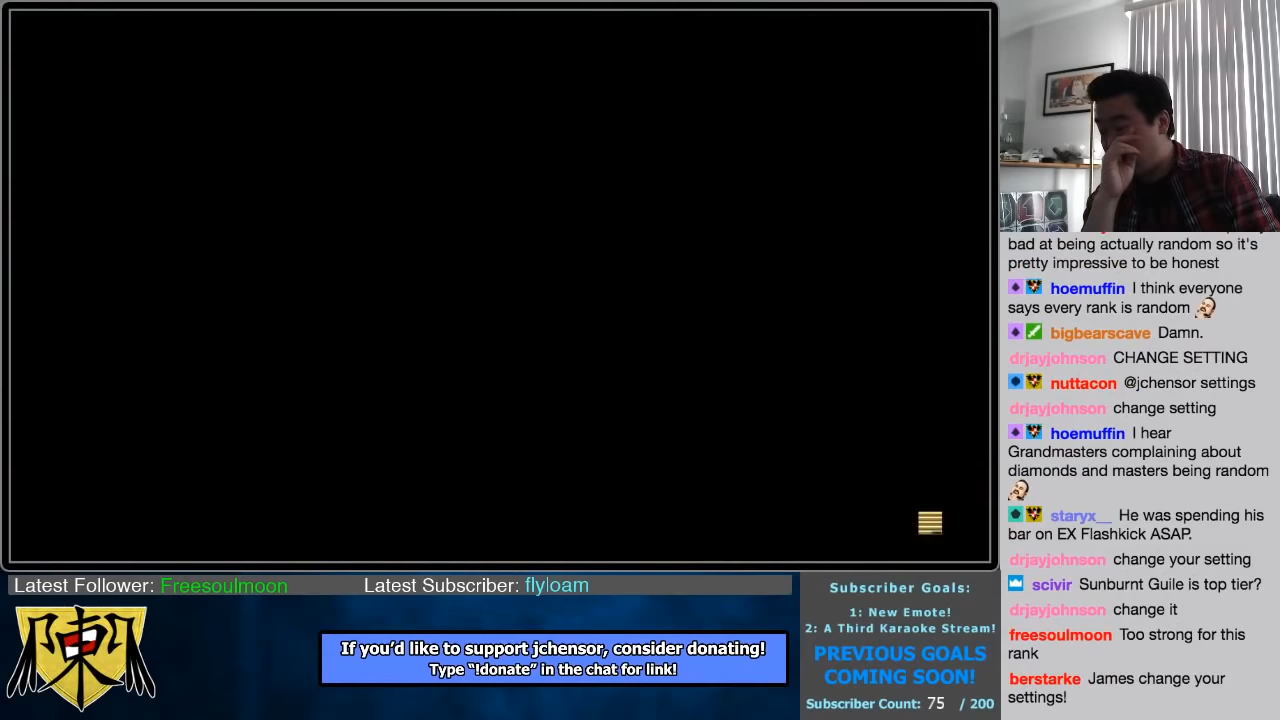 bad at being actually random so it's
pretty impressive to be honest
hoemuffin I think everyone
says every rank is random
bigbearscave Damn.
drjayjohnson CHANGE SETTING
nuttacon @jchensor settings
drjayjohnson change setting
hoemuffin I hear
Grandmasters complaining about
diamonds and masters being random
staryx__ He was spending his
bar on EX Flashkick ASAP.
drjayjohnson change your setting
scivir Sunburnt Guile is top tier?
drjayjohnson change it
freesoulmoon Too strong for this
rank
berstarke James change your
settings!
Latest Follower: Freesoulmoon
Latest Subscriber: flyloam
If you'd like to support jchensor, consider donating!
Type "!donate" in the chat for link!
Subscriber Goals:
1: New Emote!
2: A Third Karaoke Stream!
PREVIOUS GOALS
COMING SOON!
Subscriber Count: 75 / 200